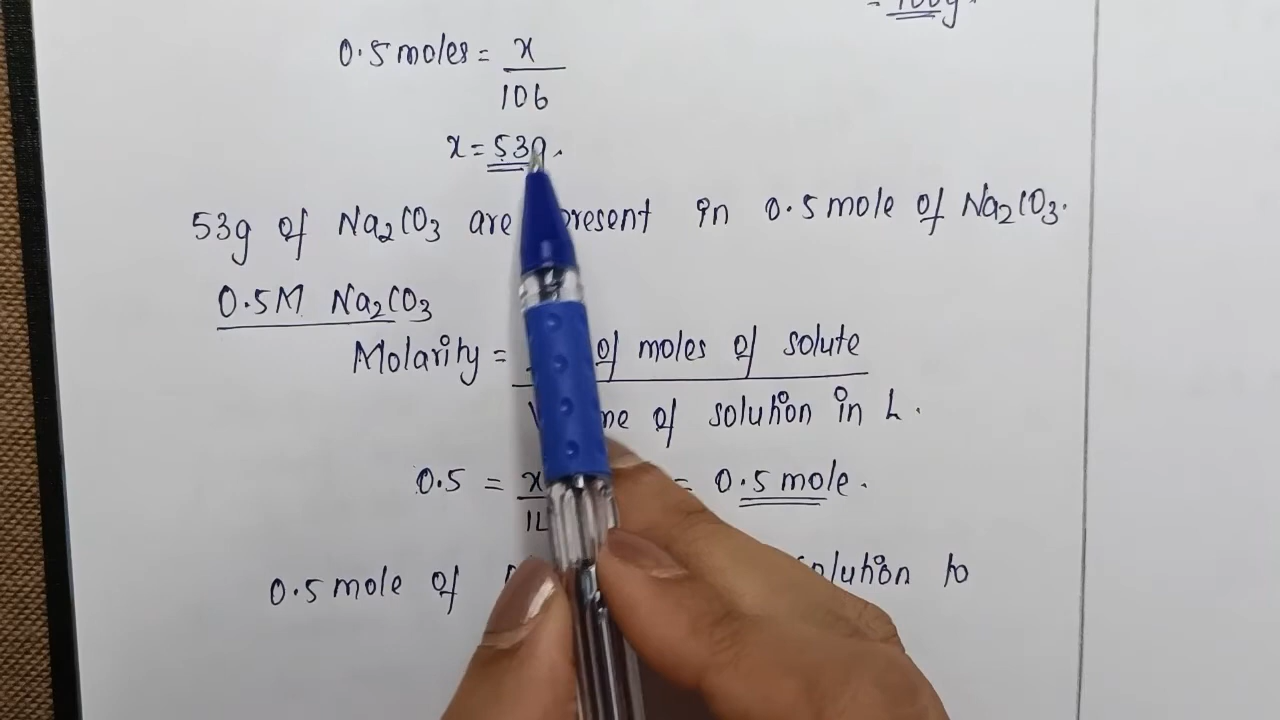 0.5 moles = x
106
x = 53g.
53g of Na2CO3 are present in 0.5 mole of Na2CO3.
0.5M Na2CO3
Molarity = of moles of solute
of solution in L.
0.5 = x = 0.5 mole.
1L
0.5 mole of solution to